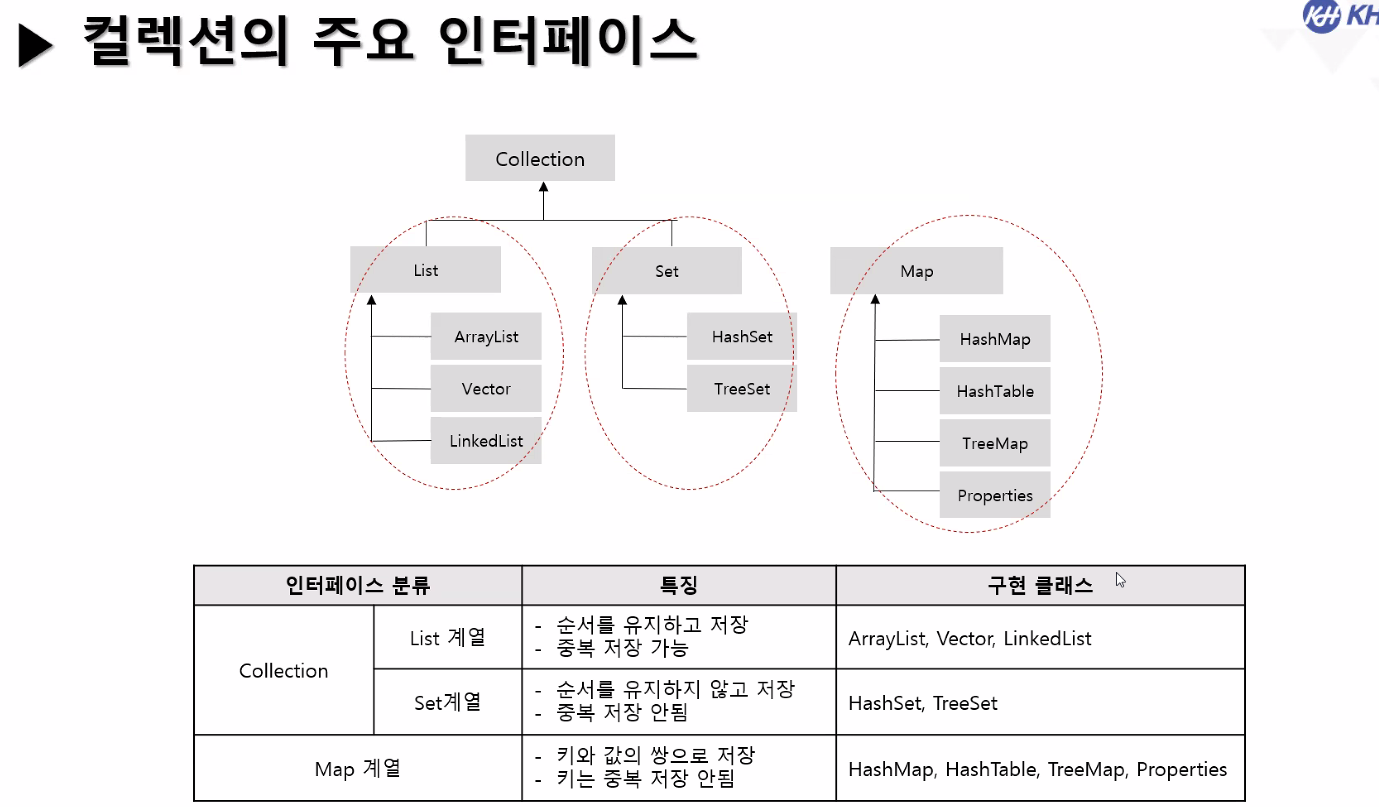 ▶ 컬렉션의 주요 인터페이스
KH
Collection
List
Set
Map
ArrayList
Vector
LinkedList
HashSet
TreeSet
HashMap
HashTable
TreeMap
Properties
인터페이스 분류
특징
구현 클래스
Collection
List 계열
- 순서를 유지하고 저장
- 중복 저장 가능
ArrayList, Vector, LinkedList
Set계열
- 순서를 유지하지 않고 저장
- 중복 저장 안됨
HashSet, TreeSet
Map 계열
- 키와 값의 쌍으로 저장
- 키는 중복 저장 안됨
HashMap, HashTable, TreeMap, Properties